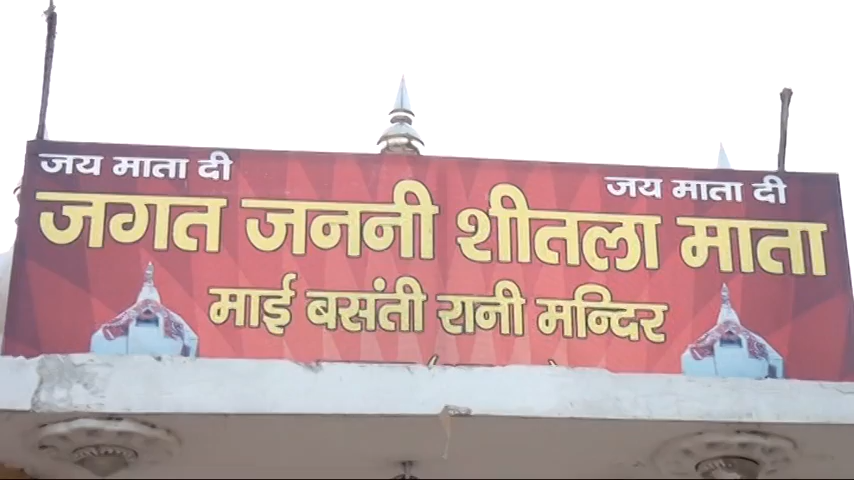 जय माता दी जय माता दी
जगत जननी शीतला माता
माई बसंती रानी मन्दिर